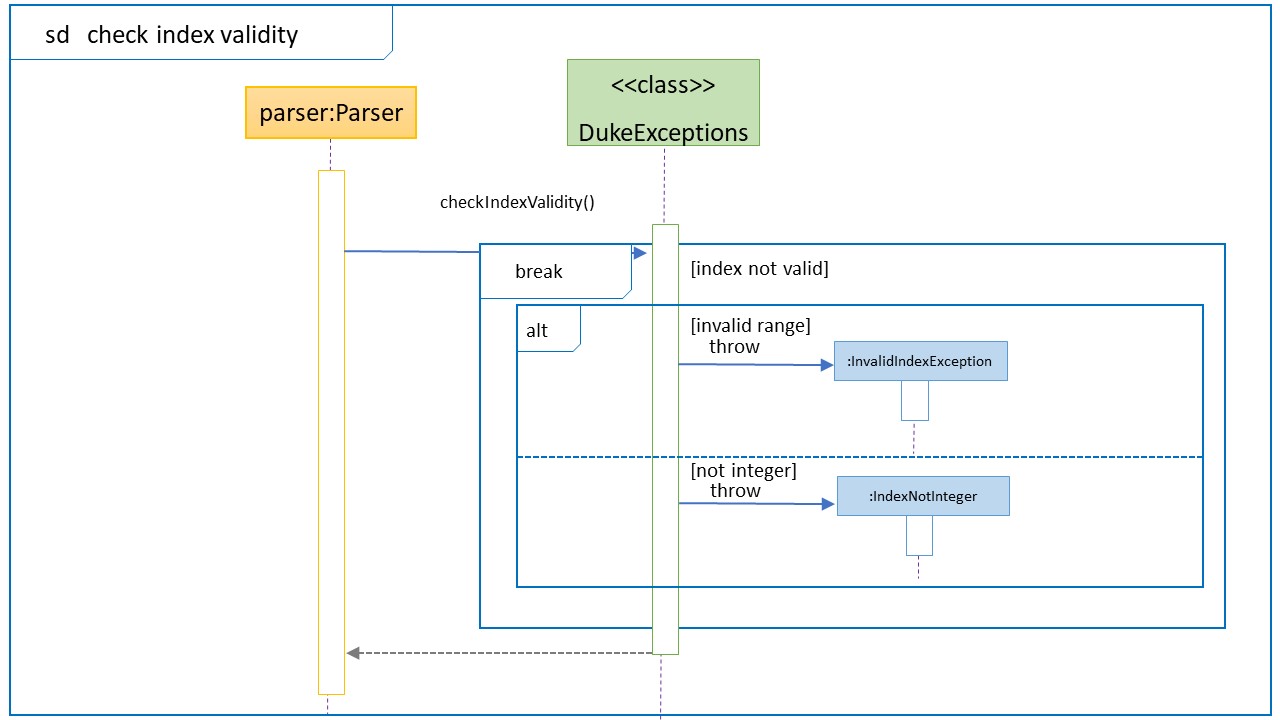 sd check index validity
<<class>>
DukeExceptions
parser:Parser
checkIndexValidity()
break
[index not valid]
alt
[invalid range]
throw
:InvalidIndexException
[not integer]
throw
:IndexNotInteger